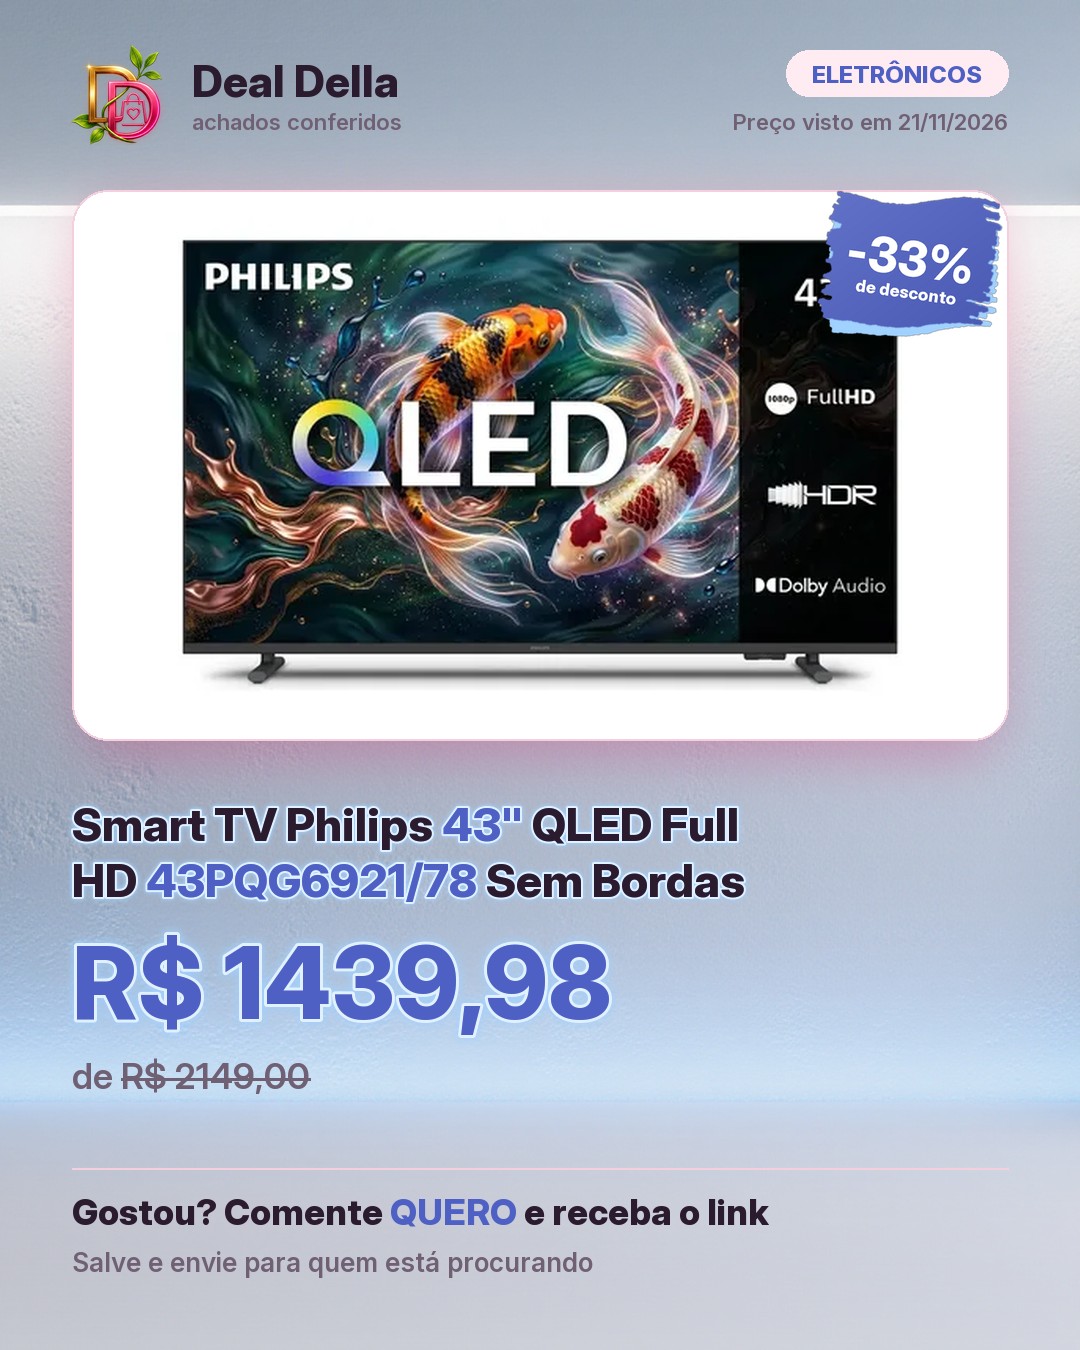 Deal Della
achados conferidos
ELETRÔNICOS
Preço visto em 21/11/2026
-33%
de desconto
PHILIPS
QLED
1080p FullHD
HDR
Dolby Audio
Smart TV Philips 43" QLED Full
HD 43PQG6921/78 Sem Bordas
R$ 1439,98
de R$ 2149,00
Gostou? Comente QUERO e receba o link
Salve e envie para quem está procurando